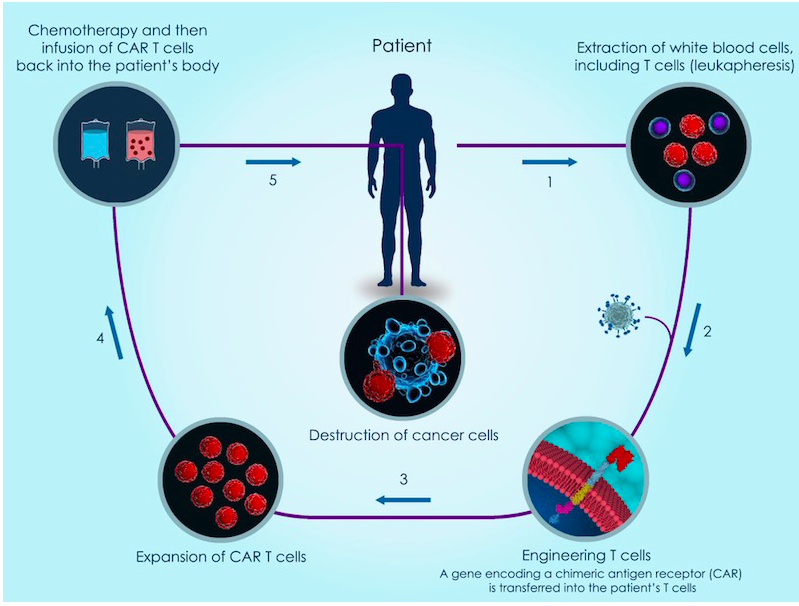 Chemotherapy and then
infusion of CAR T cells
back into the patient's body
Patient
Extraction of white blood cells,
including T cells (leukapheresis)
5
1
2
4
3
Destruction of cancer cells
Expansion of CAR T cells
Engineering T cells
A gene encoding a chimeric antigen receptor (CAR)
is transferred into the patient's T cells